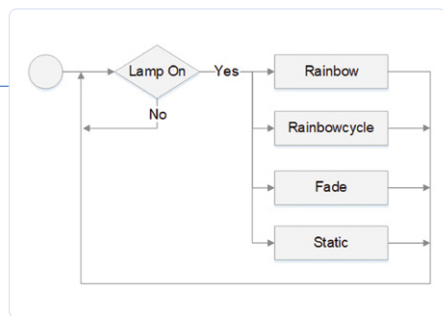 Lamp On
Yes
Rainbow
No
Rainbowcycle
Fade
Static